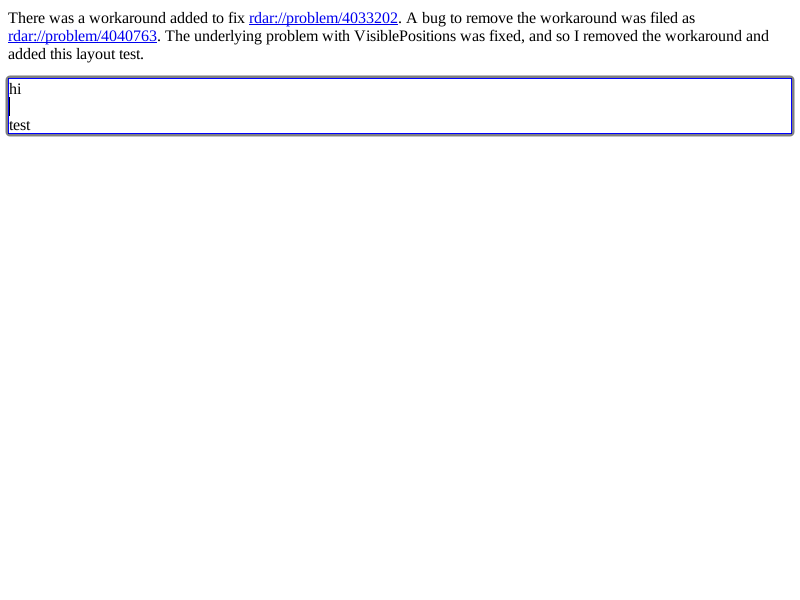 There was a workaround added to fix rdar://problem/4033202. A bug to remove the workaround was filed as
rdar://problem/4040763. The underlying problem with VisiblePositions was fixed, and so I removed the workaround and
added this layout test.
hi
test